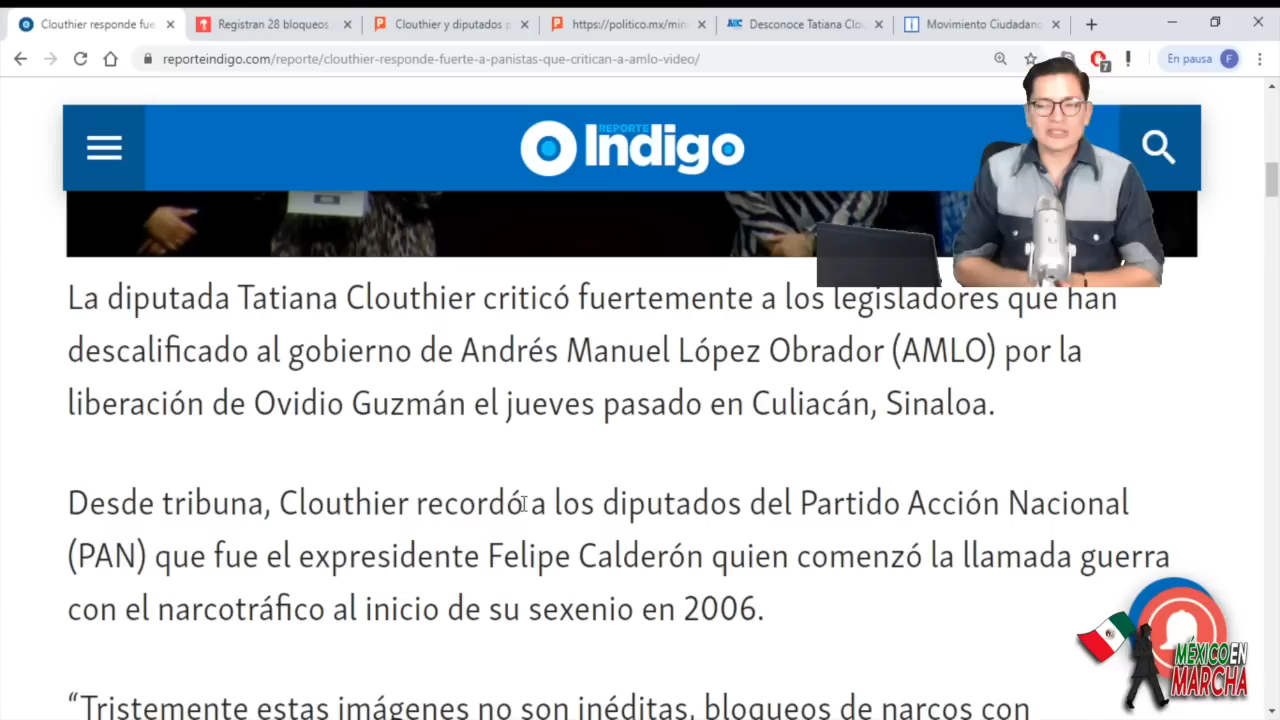 Clouthier responde fue
Registran 28 bloqueos
Clouthier y diputados
https://politico.mx/min
Desconoce Tatiana Clo
Movimiento Ciudadano
reporteindigo.com/reporte/clouthier-responde-fuerte-a-panistas-que-critican-a-amlo-video/
7
En pausa
F
REPORTE
Indigo
La diputada Tatiana Clouthier criticó fuertemente a los legisladores que han
descalificado al gobierno de Andrés Manuel López Obrador (AMLO) por la
liberación de Ovidio Guzmán el jueves pasado en Culiacán, Sinaloa.
Desde tribuna, Clouthier recordó a los diputados del Partido Acción Nacional
(PAN) que fue el expresidente Felipe Calderón quien comenzó la llamada guerra
con el narcotráfico al inicio de su sexenio en 2006.
“Tristemente estas imágenes no son inéditas, bloqueos de narcos con
MÉXICO EN
MARCHA